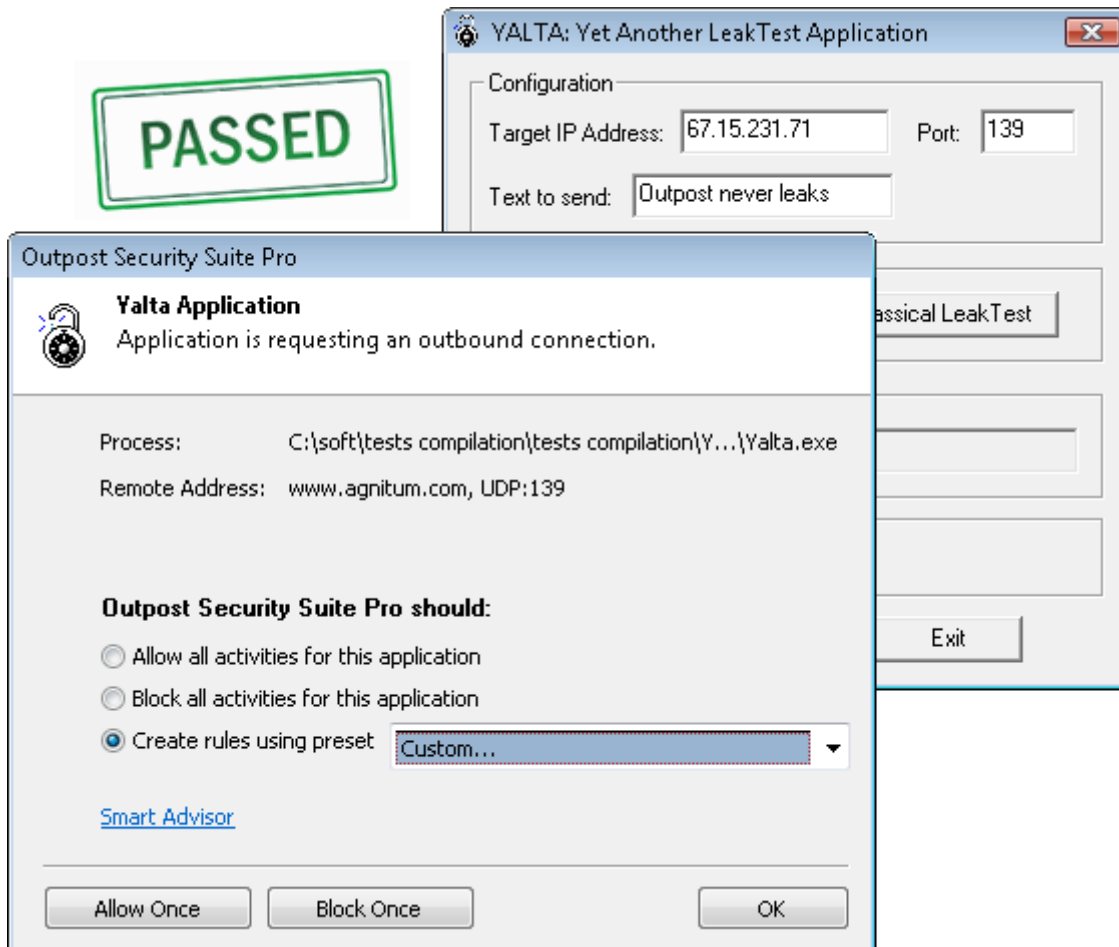 YALTA: Yet Another LeakTest Application
PASSED
Configuration
Target IP Address: 67.15.231.71 Port: 139
Text to send: Outpost never leaks
assical LeakTest
Exit
Outpost Security Suite Pro
Yalta Application
Application is requesting an outbound connection.
Process: C:\soft\tests compilation\tests compilation\Y...\Yalta.exe
Remote Address: www.agnitum.com, UDP:139
Outpost Security Suite Pro should:
Allow all activities for this application
Block all activities for this application
Create rules using preset Custom...
Smart Advisor
Allow Once Block Once OK